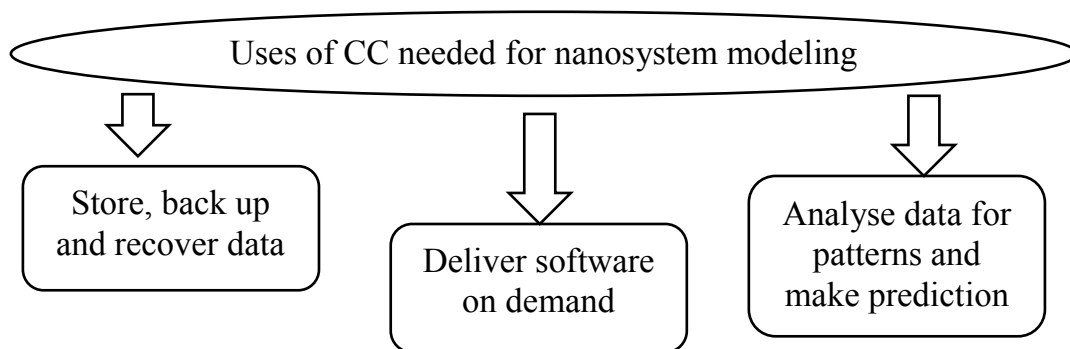 Uses of CC needed for nanosystem modeling
Store, back up
and recover data
Deliver software
on demand
Analyse data for
patterns and
make prediction